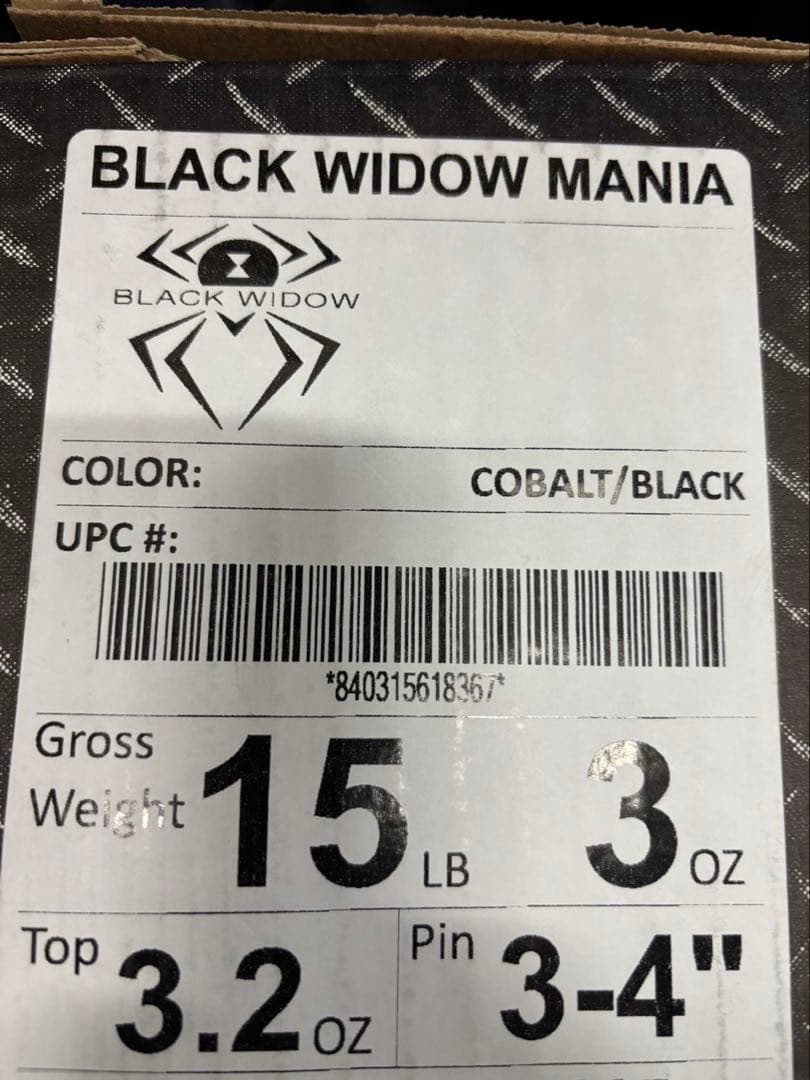 BLACK WIDOW MANIA
BLACK WIDOW
COLOR: COBALT/BLACK
UPC #:
*840315618367*
Gross Weight 15 LB 3 OZ
Top 3.2 OZ Pin 3-4"